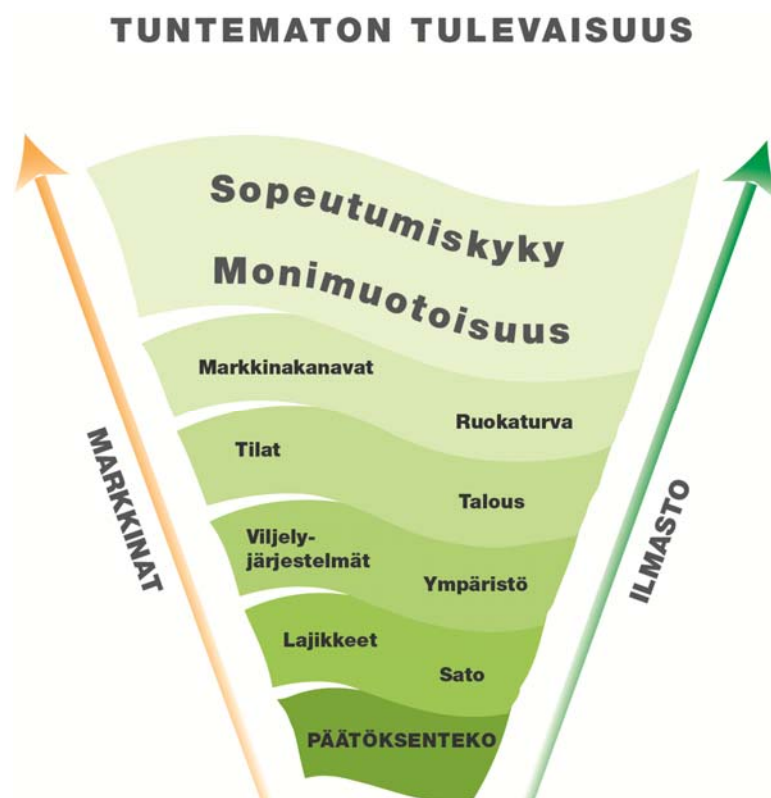 TUNTEMATON TULEVAISUUS
Sopeutumiskyky
Monimuotoisuus
Markkinakanavat
Ruokaturva
Tilat
Talous
Viljely-
järjestelmät
Ympäristö
Lajikkeet
Sato
PÄÄTÖKSENTEKO
MARKKINAT
ILMASTO